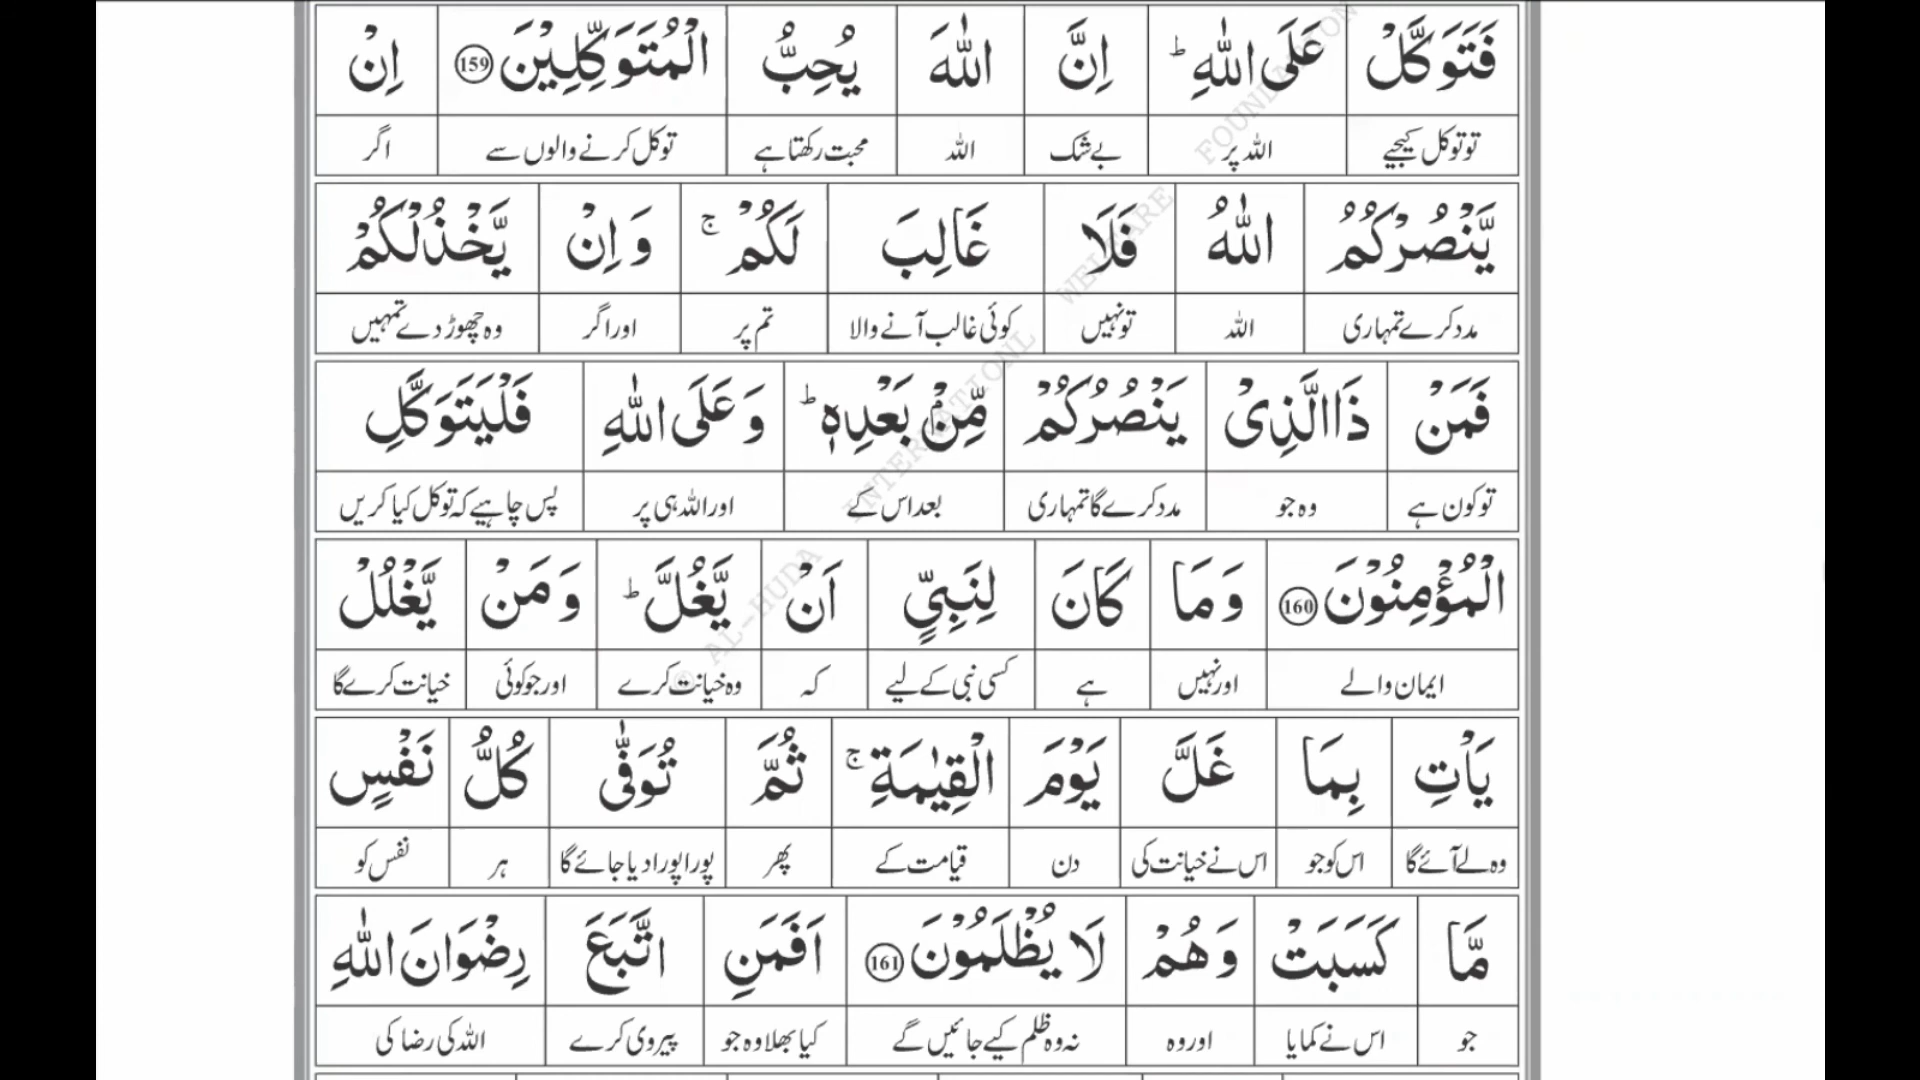 فَتَوَكَّلْ عَلَى اللّٰهِ ؕ اِنَّ اللّٰهَ يُحِبُّ الْمُتَوَكِّلِيْنَ 159 اِنْ
تو توکل کیجیے اللہ پر بے شک اللہ محبت رکھتا ہے توکل کرنے والوں سے اگر
يَّنْصُرْكُمُ اللّٰهُ فَلَا غَالِبَ لَكُمْ ۚ وَ اِنْ يَّخْذُلْكُمْ
مدد کرے تمہاری اللہ تو نہیں کوئی غالب آنے والا تم پر اور اگر وہ چھوڑ دے تمہیں
فَمَنْ ذَا الَّذِىْ يَنْصُرُكُمْ مِّنْۢ بَعْدِهٖ ؕ وَ عَلَى اللّٰهِ فَلْيَتَوَكَّلِ
تو کون ہے وہ جو مدد کرے گا تمہاری بعد اس کے اور اللہ ہی پر پس چاہیے کہ توکل کیا کریں
الْمُؤْمِنُوْنَ 160 وَ مَا كَانَ لِنَبِىٍّ اَنْ يَّغُلَّ ؕ وَ مَنْ يَّغْلُلْ
ایمان والے اور نہیں ہے کسی نبی کے لیے کہ وہ خیانت کرے اور جو کوئی خیانت کرے گا
يَاْتِ بِمَا غَلَّ يَوْمَ الْقِيٰمَةِ ۚ ثُمَّ تُوَفّٰى كُلُّ نَفْسٍ
وہ لے آئے گا اس کو جو اس نے خیانت کی دن قیامت کے پھر پورا پورا دیا جائے گا ہر نفس کو
مَّا كَسَبَتْ وَ هُمْ لَا يُظْلَمُوْنَ 161 اَفَمَنِ اتَّبَعَ رِضْوَانَ اللّٰهِ
جو اس نے کمایا اور وہ نہ وہ ظلم کیے جائیں گے کیا بھلا وہ جو پیروی کرے اللہ کی رضا کی
© AL-HUDA INTERNATIONL WELFARE FOUNDATION